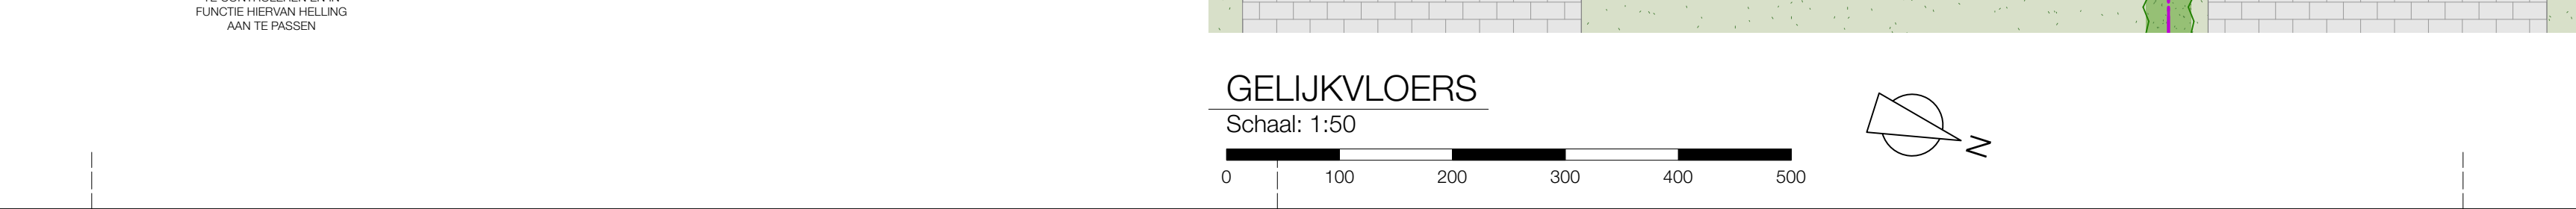 FUNCTIE HIERVAN HELLING
AAN TE PASSEN
GELIJKVLOERS
Schaal: 1:50
0 100 200 300 400 500
N